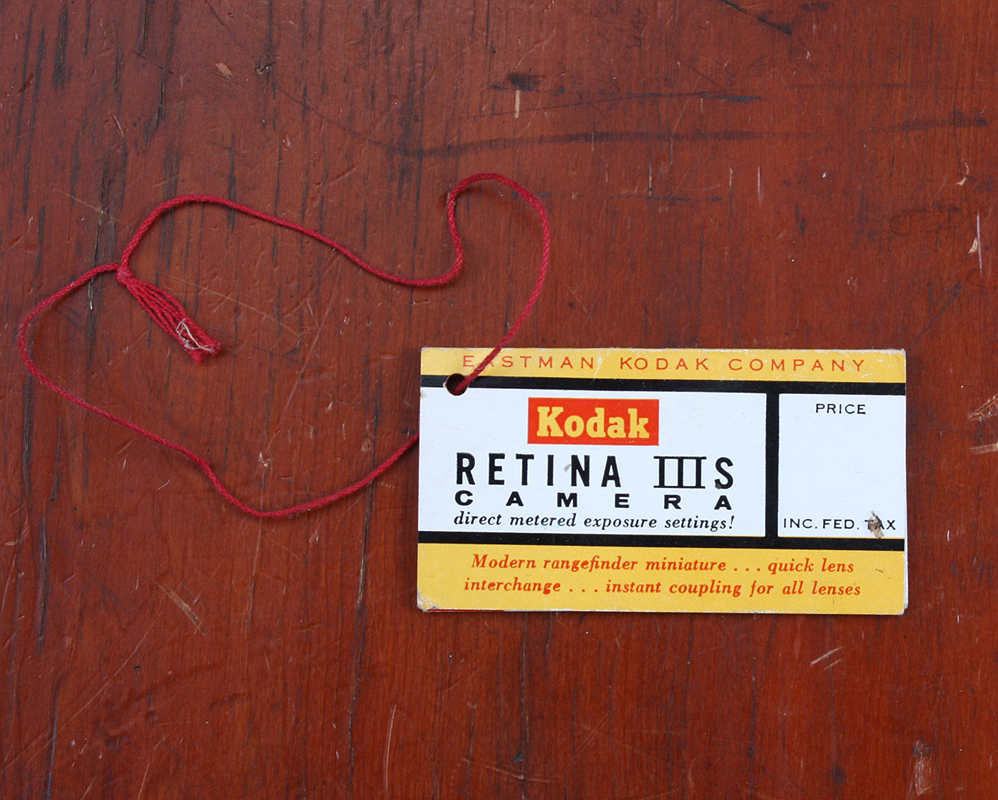 EASTMAN KODAK COMPANY
Kodak
RETINA IIIS
CAMERA
direct metered exposure settings!
PRICE
INC. FED. TAX
Modern rangefinder miniature . . . quick lens
interchange . . . instant coupling for all lenses